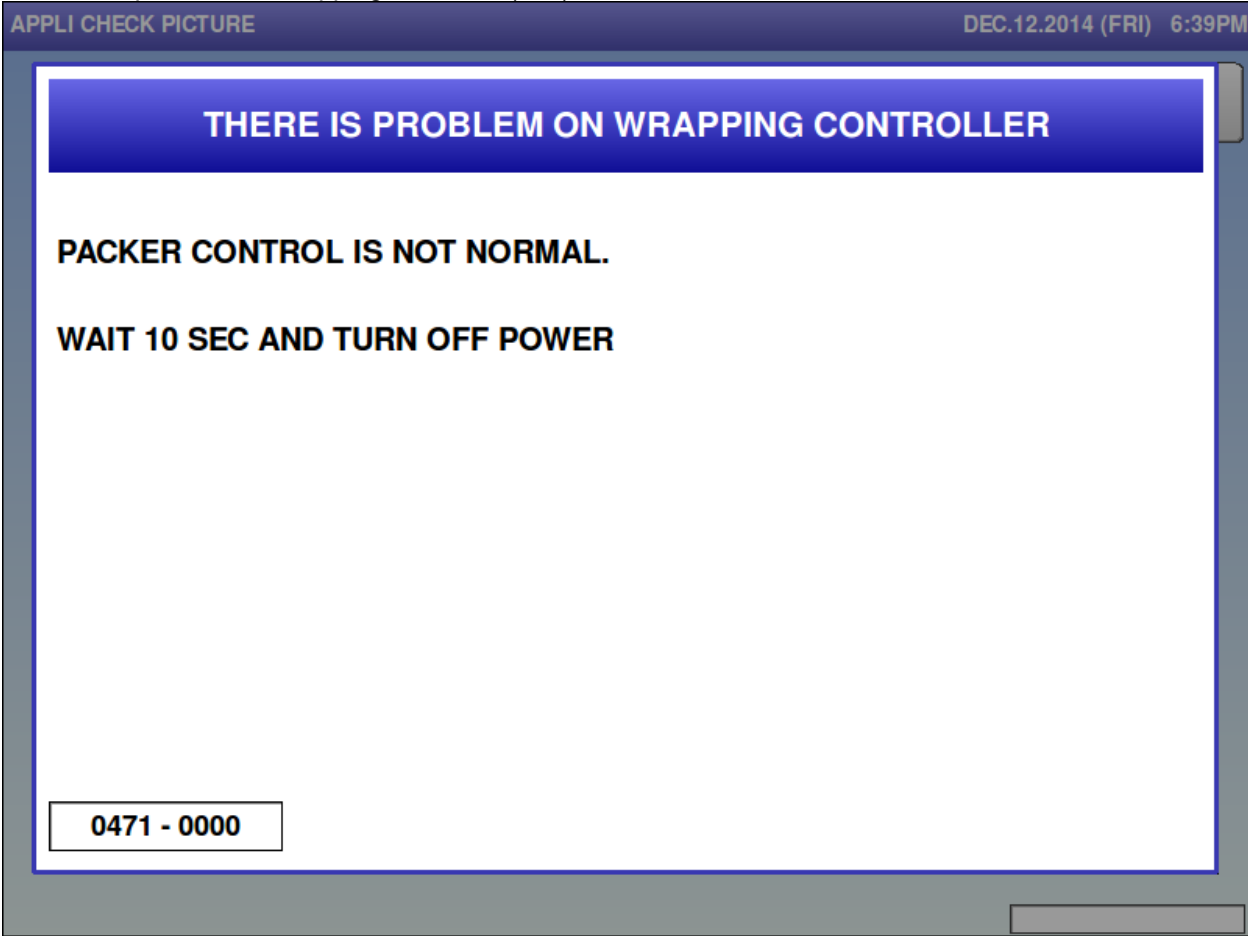 APPLI CHECK PICTURE DEC.12.2014 (FRI) 6:39PM
THERE IS PROBLEM ON WRAPPING CONTROLLER
PACKER CONTROL IS NOT NORMAL.
WAIT 10 SEC AND TURN OFF POWER
0471 - 0000